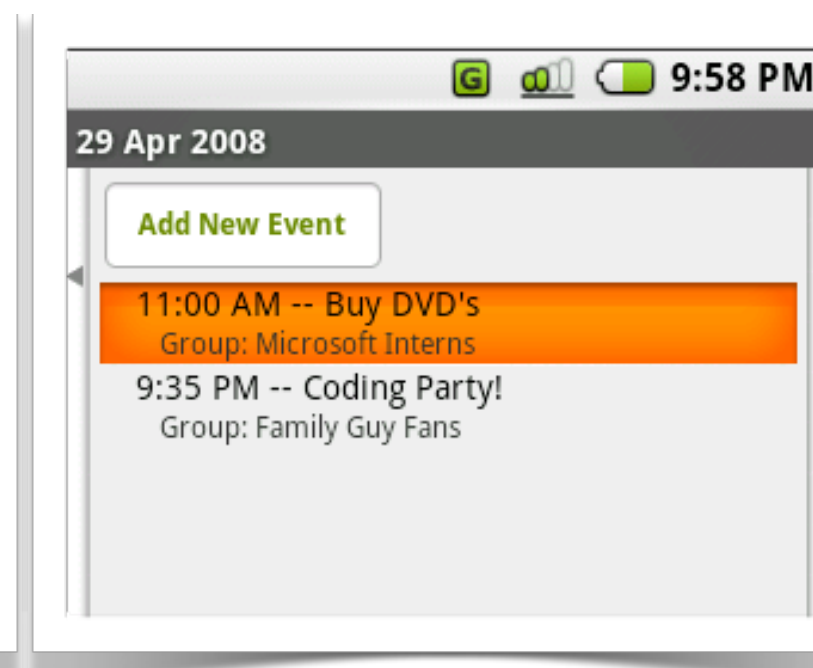 G 9:58 PM
29 Apr 2008
Add New Event
11:00 AM -- Buy DVD's
Group: Microsoft Interns
9:35 PM -- Coding Party!
Group: Family Guy Fans